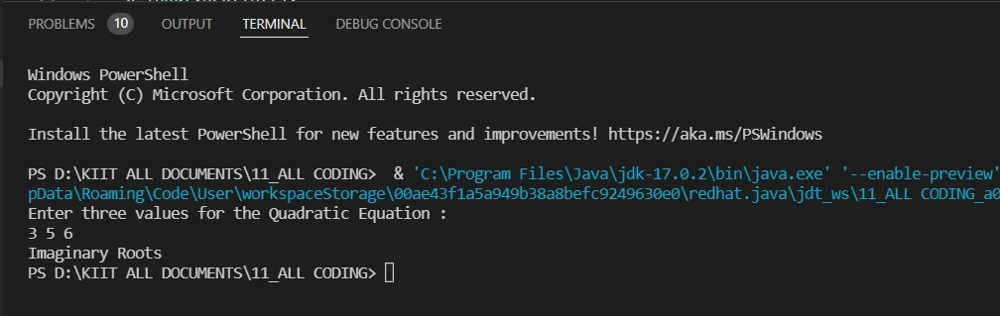 PROBLEMS 10 OUTPUT TERMINAL DEBUG CONSOLE
Windows PowerShell
Copyright (C) Microsoft Corporation. All rights reserved.
Install the latest PowerShell for new features and improvements! https://aka.ms/PSWindows
PS D:\KIIT ALL DOCUMENTS\11_ALL CODING> & 'C:\Program Files\Java\jdk-17.0.2\bin\java.exe' '--enable-preview'
pData\Roaming\Code\User\workspaceStorage\00ae43f1a5a949b38a8befc9249630e0\redhat.java\jdt_ws\11_ALL CODING_a0
Enter three values for the Quadratic Equation :
3 5 6
Imaginary Roots
PS D:\KIIT ALL DOCUMENTS\11_ALL CODING>